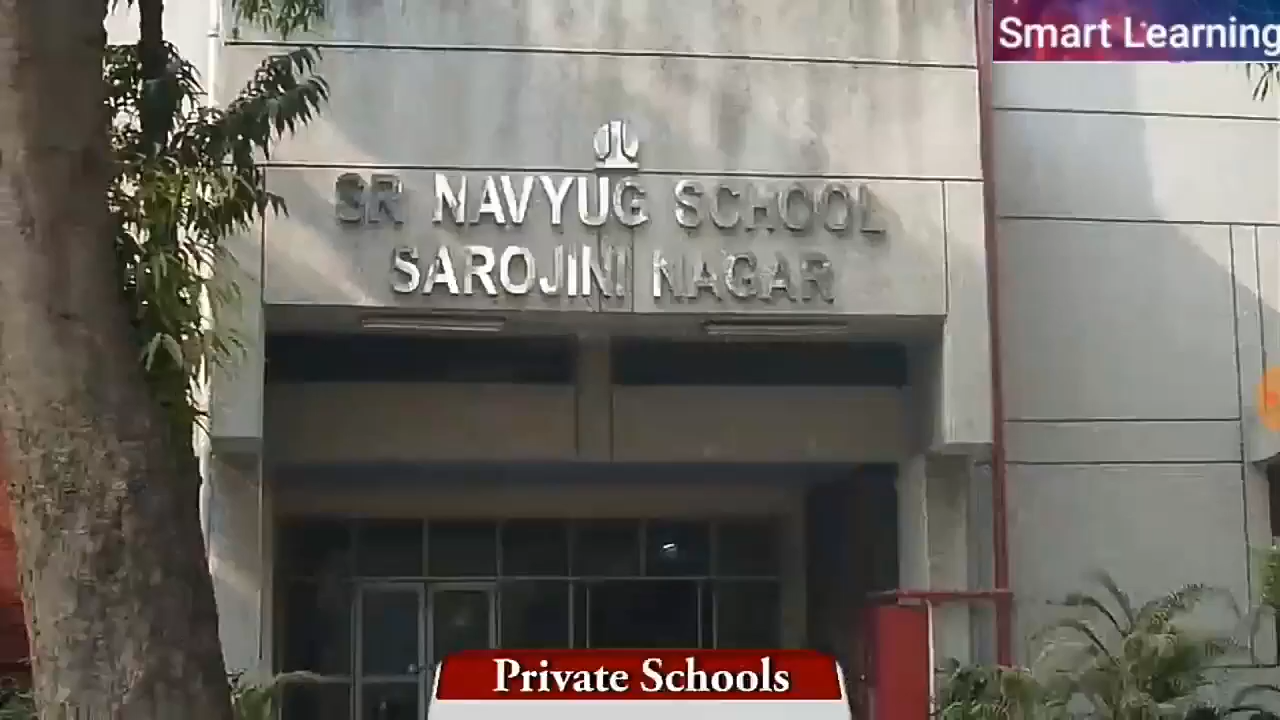 Smart Learning
SR NAVYUG SCHOOL
SAROJINI NAGAR
Private Schools